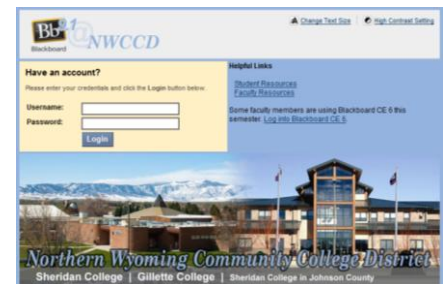 Bb 9.1
Blackboard
@NWCCD
Change Text Size
High Contrast Setting
Have an account?
Please enter your credentials and click the Login button below.
Username:
Password:
Login
Helpful Links
Student Resources
Faculty Resources
Some faculty members are using Blackboard CE 6 this
semester. Log into Blackboard CE 6.
Northern Wyoming Community College District
Sheridan College | Gillette College | Sheridan College in Johnson County